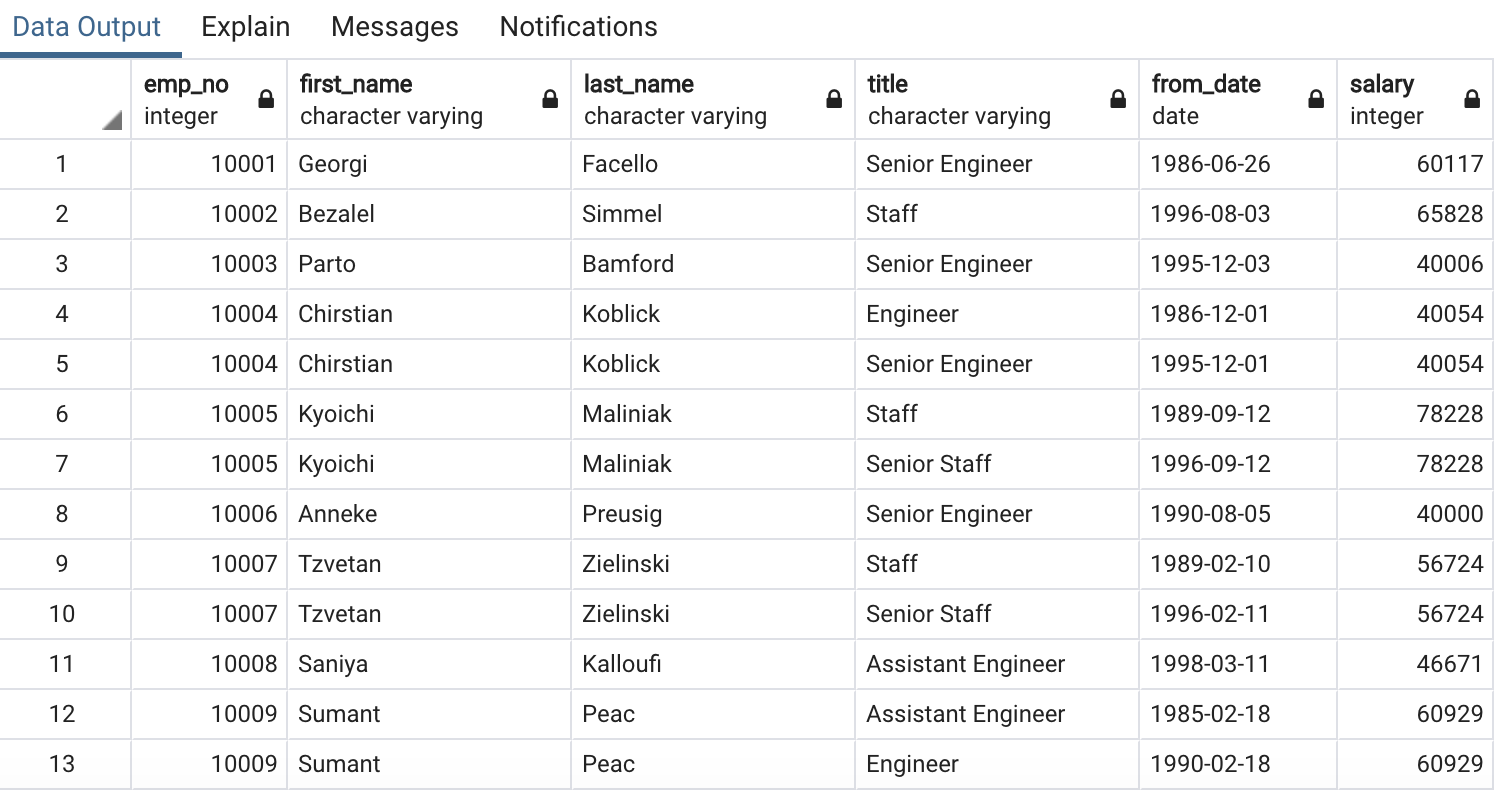 Data Output Explain Messages Notifications
emp_no first_name last_name title from_date salary
integer character varying character varying character varying date integer
1 10001 Georgi Facello Senior Engineer 1986-06-26 60117
2 10002 Bezalel Simmel Staff 1996-08-03 65828
3 10003 Parto Bamford Senior Engineer 1995-12-03 40006
4 10004 Chirstian Koblick Engineer 1986-12-01 40054
5 10004 Chirstian Koblick Senior Engineer 1995-12-01 40054
6 10005 Kyoichi Maliniak Staff 1989-09-12 78228
7 10005 Kyoichi Maliniak Senior Staff 1996-09-12 78228
8 10006 Anneke Preusig Senior Engineer 1990-08-05 40000
9 10007 Tzvetan Zielinski Staff 1989-02-10 56724
10 10007 Tzvetan Zielinski Senior Staff 1996-02-11 56724
11 10008 Saniya Kalloufi Assistant Engineer 1998-03-11 46671
12 10009 Sumant Peac Assistant Engineer 1985-02-18 60929
13 10009 Sumant Peac Engineer 1990-02-18 60929